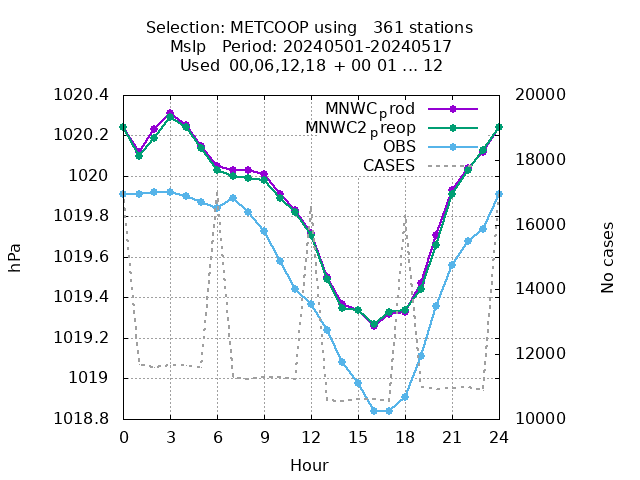 Selection: METCOOP using 361 stations
Mslp Period: 20240501-20240517
Used 00,06,12,18 + 00 01 ... 12
MNWCprod
MNWC2preop
OBS
CASES
1020.4
1020.2
1020
1019.8
1019.6
1019.4
1019.2
1019
1018.8
20000
18000
16000
14000
12000
10000
hPa
No cases
0 3 6 9 12 15 18 21 24
Hour